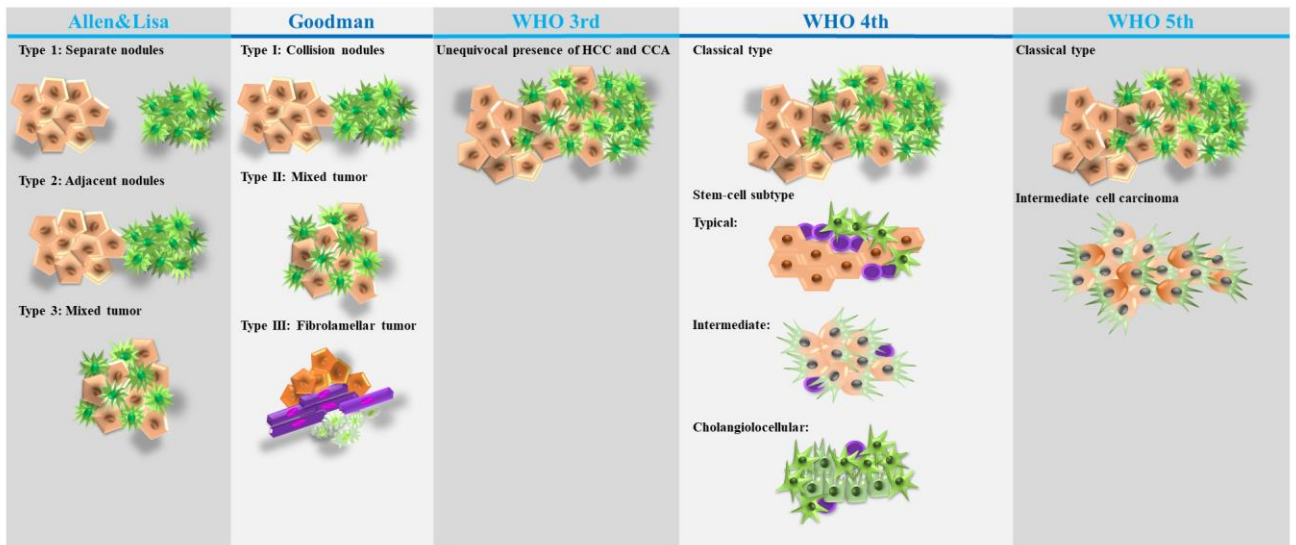 Allen&Lisa
Type 1: Separate nodules
Type 2: Adjacent nodules
Type 3: Mixed tumor
Goodman
Type I: Collision nodules
Type II: Mixed tumor
Type III: Fibrolamellar tumor
WHO 3rd
Unequivocal presence of HCC and CCA
WHO 4th
Classical type
Stem-cell subtype
Typical:
Intermediate:
Cholangiolocellular:
WHO 5th
Classical type
Intermediate cell carcinoma